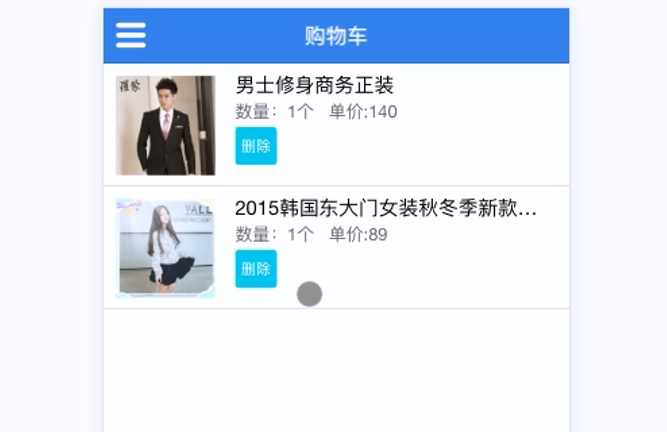 购物车
男士修身商务正装
数量：1个 单价:140
删除
VALL
2015韩国东大门女装秋冬季新款...
数量：1个 单价:89
删除